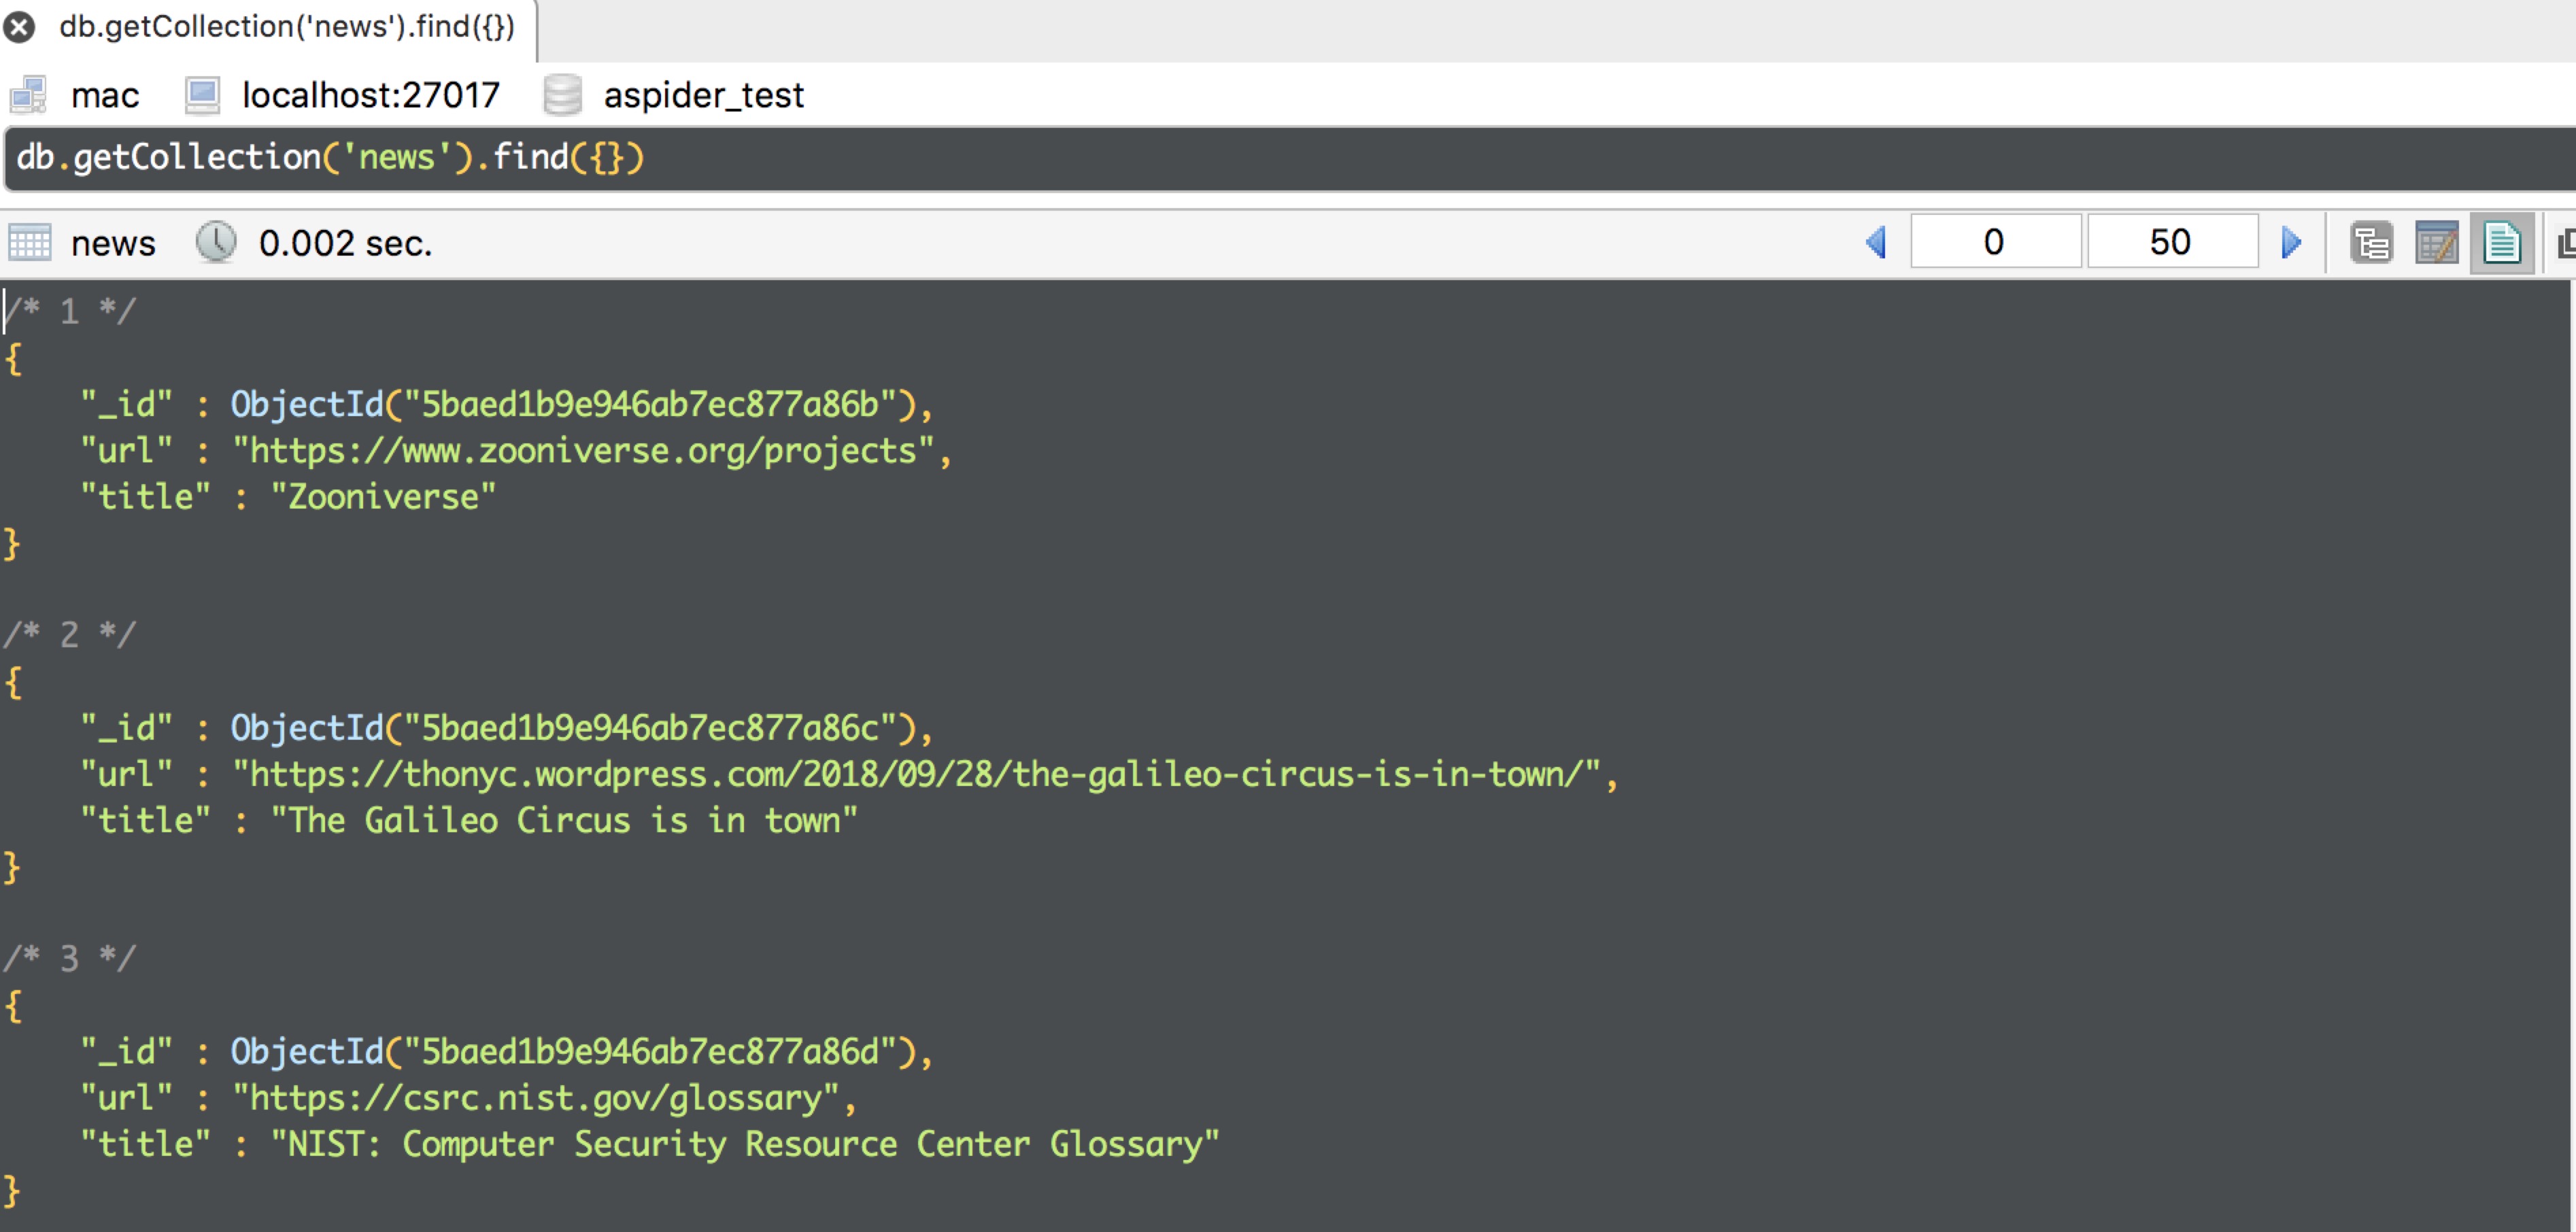 db.getCollection('news').find({})
mac localhost:27017 aspider_test
db.getCollection('news').find({})
news 0.002 sec. 0 50
/* 1 */
{
    "_id" : ObjectId("5baed1b9e946ab7ec877a86b"),
    "url" : "https://www.zooniverse.org/projects",
    "title" : "Zooniverse"
}
/* 2 */
{
    "_id" : ObjectId("5baed1b9e946ab7ec877a86c"),
    "url" : "https://thonyc.wordpress.com/2018/09/28/the-galileo-circus-is-in-town/",
    "title" : "The Galileo Circus is in town"
}
/* 3 */
{
    "_id" : ObjectId("5baed1b9e946ab7ec877a86d"),
    "url" : "https://csrc.nist.gov/glossary",
    "title" : "NIST: Computer Security Resource Center Glossary"
}